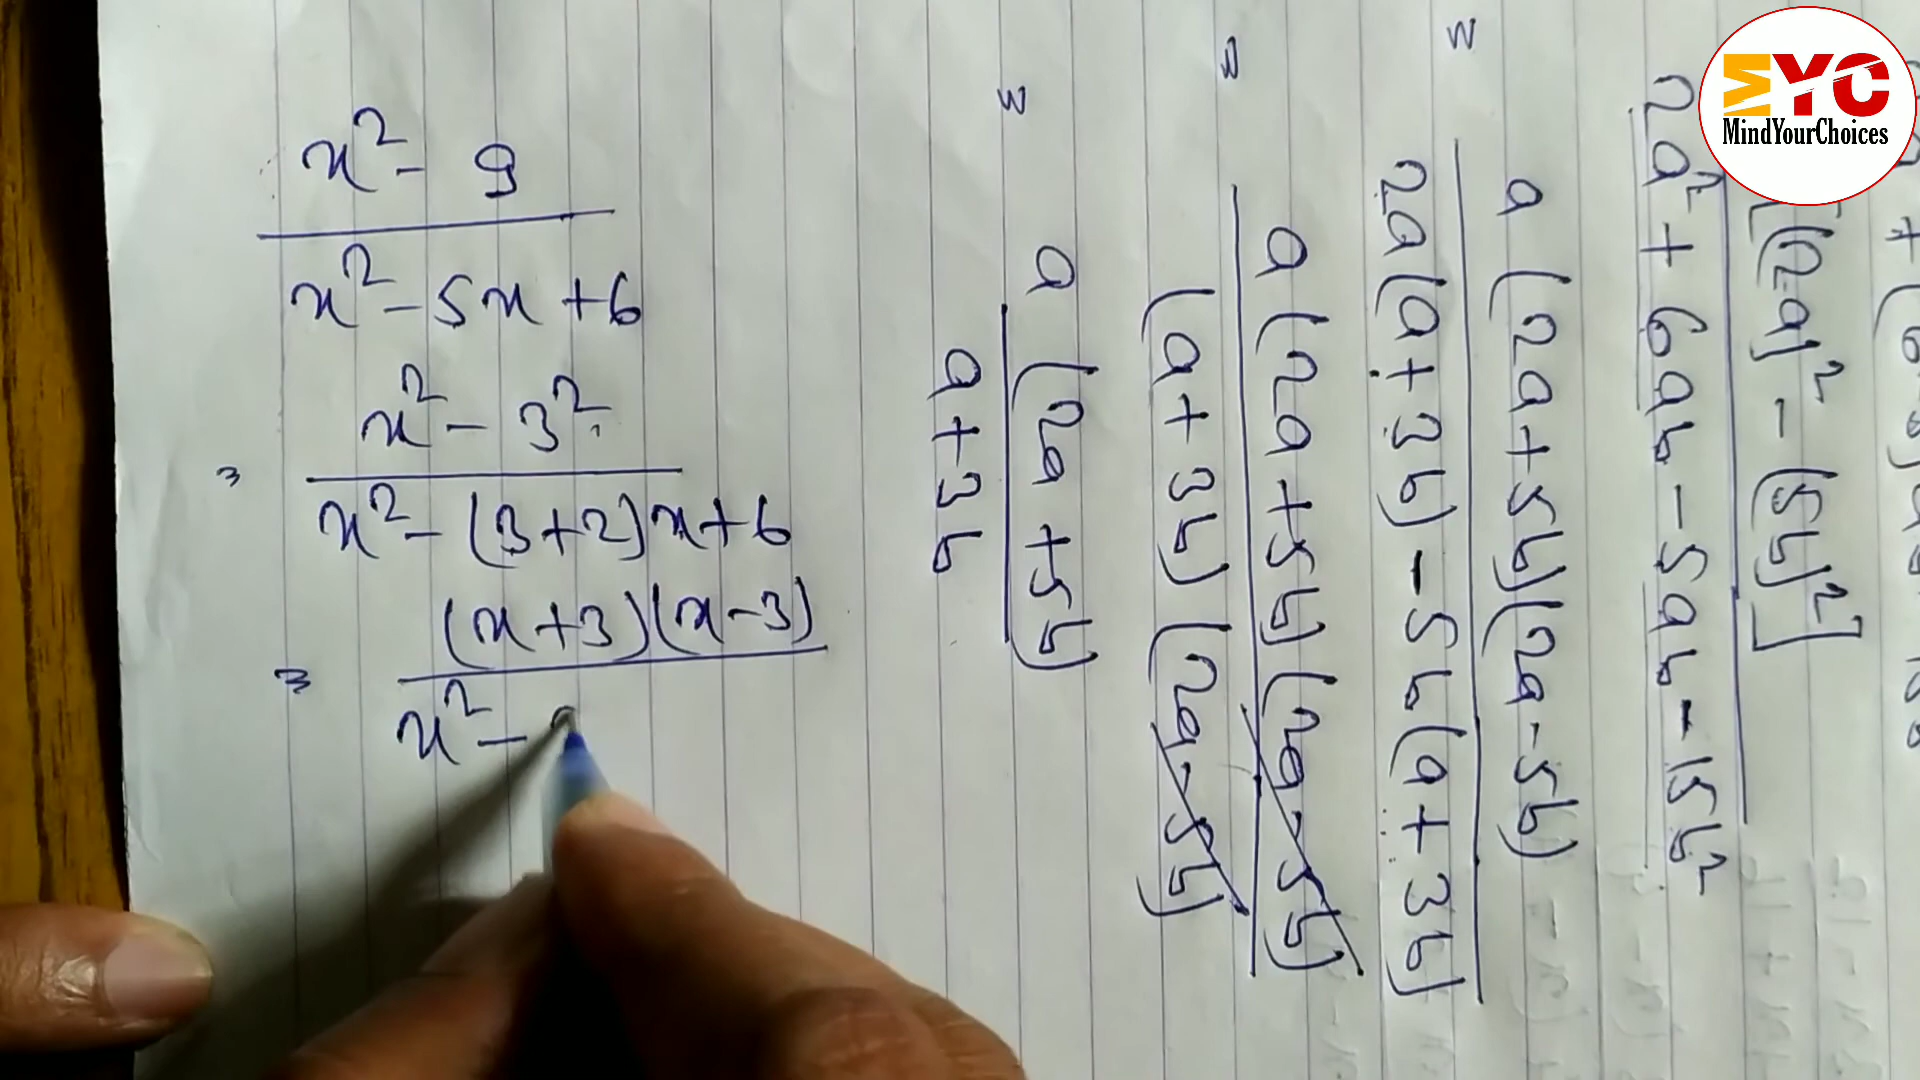 x² - 9
x² - 5x + 6
= x² - 3²
x² - (3+2)x + 6
= (x+3)(x-3)
x² -
[(2a)² - (5b)²]
2a² + 6ab - 5ab - 15b²
= a(2a+5b)(2a-5b)
2a(a+3b) - 5b(a+3b)
= a(2a+5b)(2a-5b)
(a+3b)(2a-5b)
= a(2a+5b)
a+3b
MYC
MindYourChoices